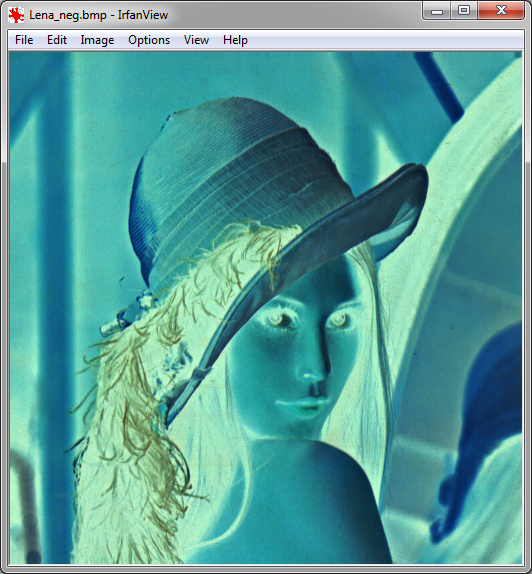 Lena_neg.bmp - IrfanView
File Edit Image Options View Help